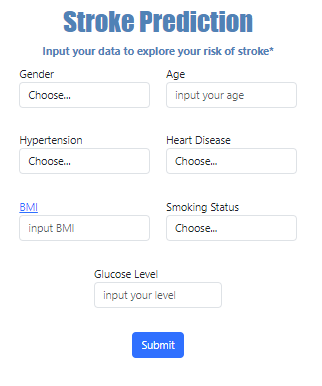 Stroke Prediction
Input your data to explore your risk of stroke*
Gender Age
Choose... input your age
Hypertension Heart Disease
Choose... Choose...
BMI Smoking Status
input BMI Choose...
Glucose Level
input your level
Submit